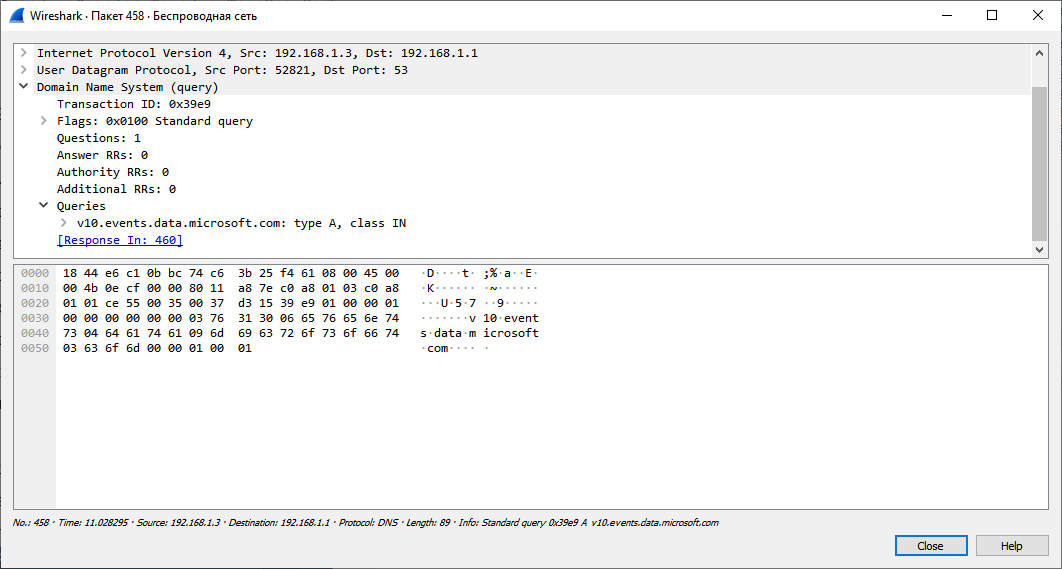 Wireshark · Пакет 458 · Беспроводная сеть
Internet Protocol Version 4, Src: 192.168.1.3, Dst: 192.168.1.1
User Datagram Protocol, Src Port: 52821, Dst Port: 53
Domain Name System (query)
Transaction ID: 0x39e9
Flags: 0x0100 Standard query
Questions: 1
Answer RRs: 0
Authority RRs: 0
Additional RRs: 0
Queries
v10.events.data.microsoft.com: type A, class IN
[Response In: 460]
0000 18 44 e6 c1 0b bc 74 c6 3b 25 f4 61 08 00 45 00 ·D····t· ;%·a··E·
0010 00 4b 0e cf 00 00 80 11 a8 7e c0 a8 01 03 c0 a8 ·K······ ·~······
0020 01 01 ce 55 00 35 00 37 d3 15 39 e9 01 00 00 01 ···U·5·7 ··9·····
0030 00 00 00 00 00 00 03 76 31 30 06 65 76 65 6e 74 ·······v 10·event
0040 73 04 64 61 74 61 09 6d 69 63 72 6f 73 6f 66 74 s·data·m icrosoft
0050 03 63 6f 6d 00 00 01 00 01 ·com···· ·
No.: 458 · Time: 11.028295 · Source: 192.168.1.3 · Destination: 192.168.1.1 · Protocol: DNS · Length: 89 · Info: Standard query 0x39e9 A v10.events.data.microsoft.com
Close Help